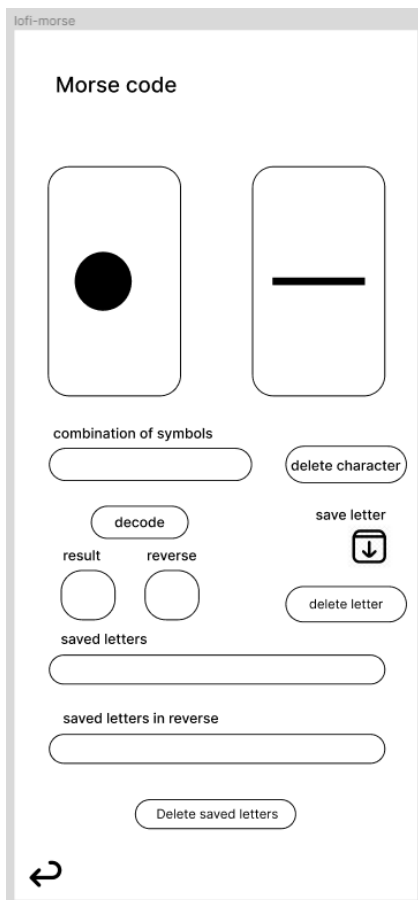 lofi-morse
Morse code
combination of symbols
delete character
decode
save letter
result
reverse
delete letter
saved letters
saved letters in reverse
Delete saved letters